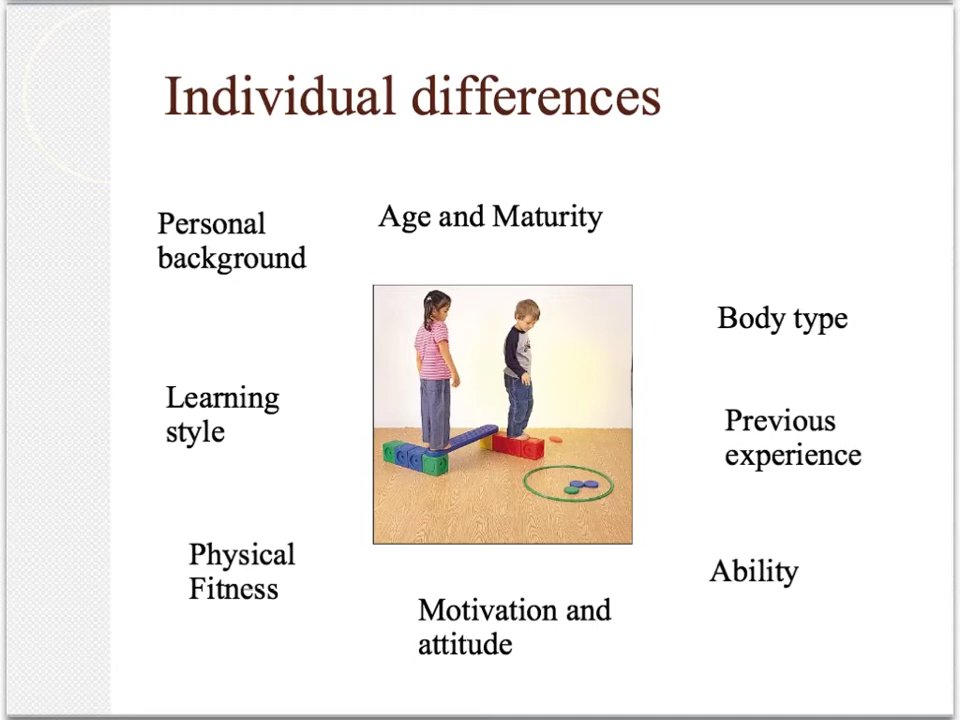 Individual differences
Personal
background
Age and Maturity
Body type
Learning
style
Previous
experience
Physical
Fitness
Ability
Motivation and
attitude